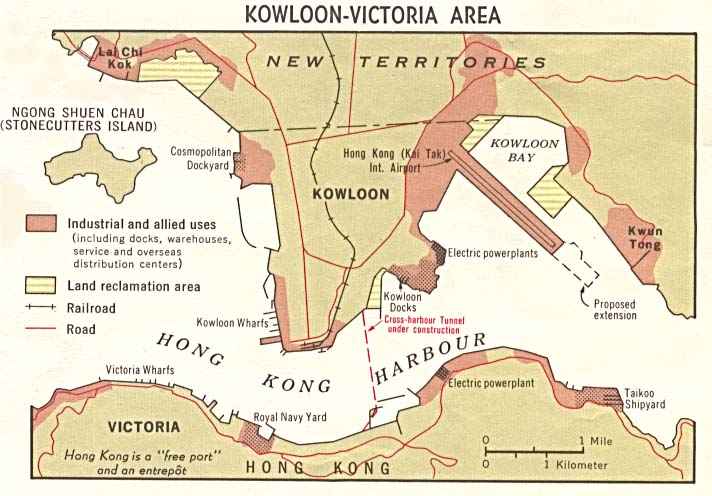 KOWLOON-VICTORIA AREA
Lai Chi
Kok
NEW TERRITORIES
NGONG SHUEN CHAU
(STONECUTTERS ISLAND)
Cosmopolitan
Dockyard
Hong Kong (Kai Tak)
Int. Airport
KOWLOON
BAY
KOWLOON
Kwun
Tong
Industrial and allied uses
(including docks, warehouses,
service and overseas
distribution centers)
Land reclamation area
Railroad
Road
Electric powerplants
Kowloon
Docks
Proposed
extension
Kowloon Wharfs
Cross-harbour Tunnel
under construction
HONG KONG HARBOUR
Victoria Wharfs
Electric powerplant
Taikoo
Shipyard
Royal Navy Yard
VICTORIA
Hong Kong is a "free port"
and an entrepôt
HONG KONG
0 1 Mile
0 1 Kilometer